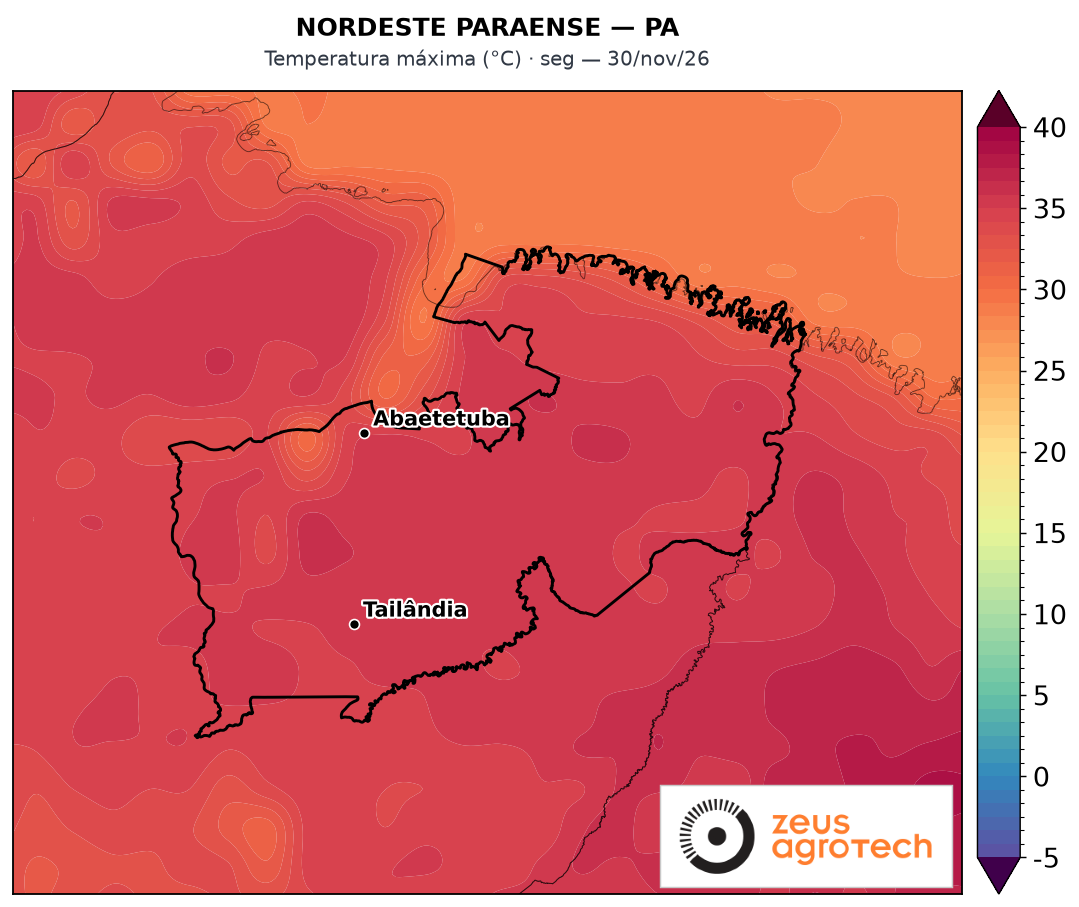 NORDESTE PARAENSE — PA
Temperatura máxima (°C) · seg — 30/nov/26
40
35
30
25
20
15
10
5
0
-5
Abaetetuba
Tailândia
zeus
agrotech